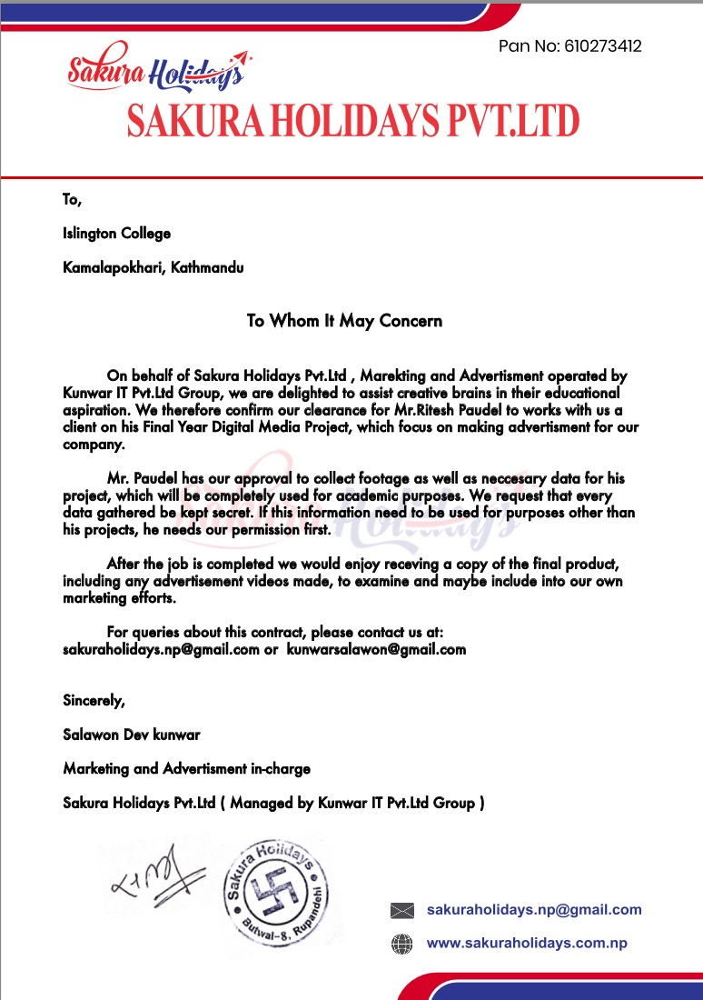 Pan No: 610273412
Sakura Holidays
SAKURA HOLIDAYS PVT.LTD
To,
Islington College
Kamalapokhari, Kathmandu
To Whom It May Concern
On behalf of Sakura Holidays Pvt.Ltd , Marekting and Advertisment operated by
Kunwar IT Pvt.Ltd Group, we are delighted to assist creative brains in their educational
aspiration. We therefore confirm our clearance for Mr.Ritesh Paudel to works with us a
client on his Final Year Digital Media Project, which focus on making advertisment for our
company.
Mr. Paudel has our approval to collect footage as well as neccesary data for his
project, which will be completely used for academic purposes. We request that every
data gathered be kept secret. If this information need to be used for purposes other than
his projects, he needs our permission first.
Sakura Holidays
After the job is completed we would enjoy receving a copy of the final product,
including any advertisement videos made, to examine and maybe include into our own
marketing efforts.
For queries about this contract, please contact us at:
sakuraholidays.np@gmail.com or kunwarsalawon@gmail.com
Sincerely,
Salawon Dev kunwar
Marketing and Advertisment in-charge
Sakura Holidays Pvt.Ltd ( Managed by Kunwar IT Pvt.Ltd Group )
Sakura Holidays
Butwal-8, Rupandehi
sakuraholidays.np@gmail.com
www.sakuraholidays.com.np